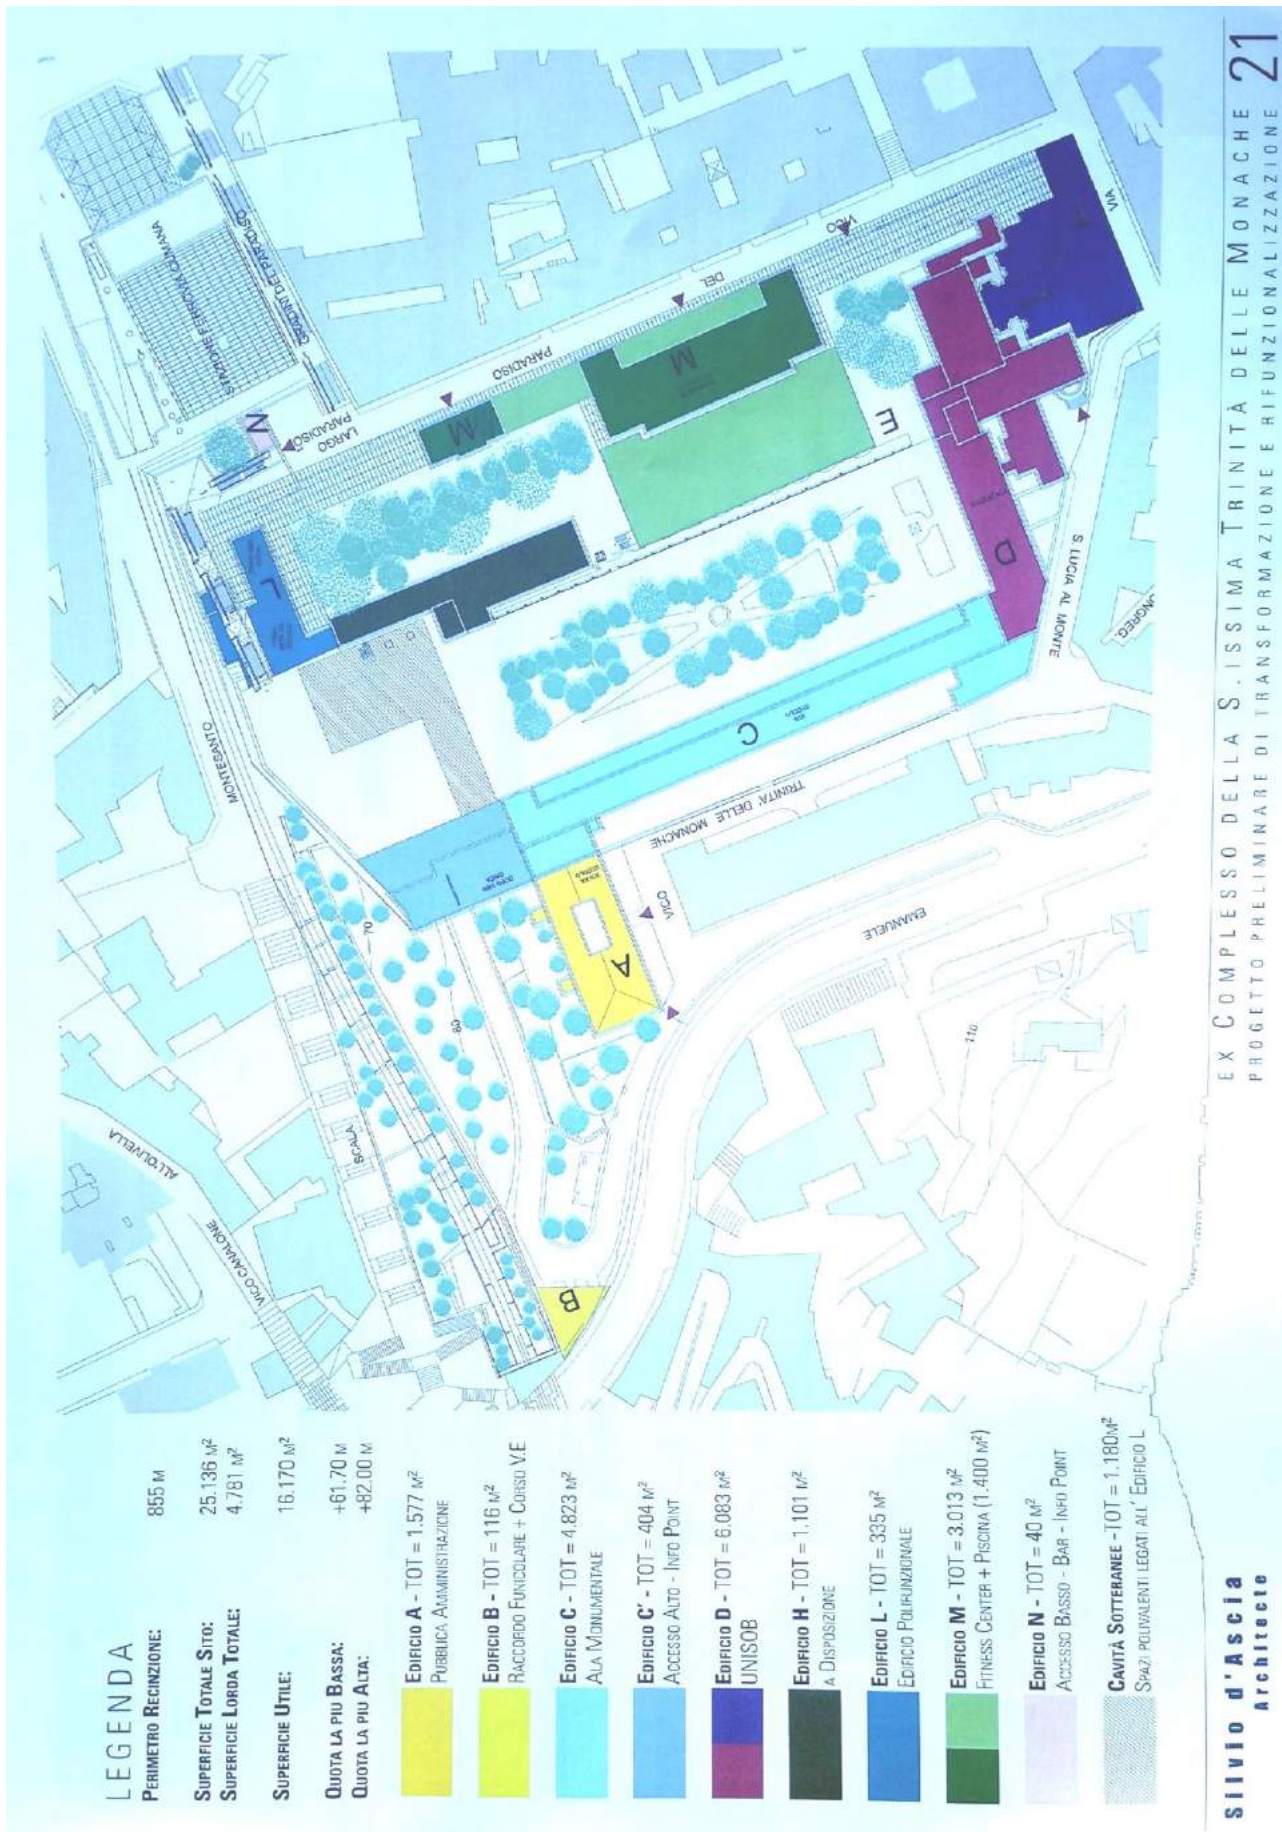 LEGENDA
PERIMETRO RECINZIONE: 855 M
SUPERFICIE TOTALE SITO: 25.136 M²
SUPERFICIE LORDA TOTALE: 4.781 M²
SUPERFICIE UTILE: 16.170 M²
QUOTA LA PIU BASSA: +61.70 M
QUOTA LA PIU ALTA: +82.00 M
EDIFICIO A - TOT = 1.577 M²
PUBBLICA AMMINISTRAZIONE
EDIFICIO B - TOT = 116 M²
RACCORDO FUNICOLARE + CORSO V.E
EDIFICIO C - TOT = 4.823 M²
ALA MONUMENTALE
EDIFICIO C' - TOT = 404 M²
ACCESSO ALTO - INFO POINT
EDIFICIO D - TOT = 6.083 M²
UNISOB
EDIFICIO H - TOT = 1.101 M²
A DISPOSIZIONE
EDIFICIO L - TOT = 335 M²
EDIFICIO POLIFUNZIONALE
EDIFICIO M - TOT = 3.013 M²
FITNESS CENTER + PISCINA (1.400 M²)
EDIFICIO N - TOT = 40 M²
ACCESSO BASSO - BAR - INFO POINT
CAVITÀ SOTTERANEE - TOT = 1.180M²
SPAZI POLIVALENTI LEGATI ALL' EDIFICIO L
ALL'OLIVELLA
VICO CANALONE
SCALA
MONTESANTO
STAZIONE FERROVIA CUMANA
GRADINI DEL PARADISO
LARGO
PARADISO
N
L
M
PARADISO
DEL
VICO
M
E
D
C
A
B
70
60
110
VICO
TRINITA' DELLE MONACHE
EMANUELE
S. LUCIA AL MONTE
VIA
ONGREG.
EX COMPLESSO DELLA S.ISSIMA TRINITÀ DELLE MONACHE
PROGETTO PRELIMINARE DI TRANSFORMAZIONE E RIFUNZIONALIZZAZIONE
21
Silvio d'Ascia
Architecte